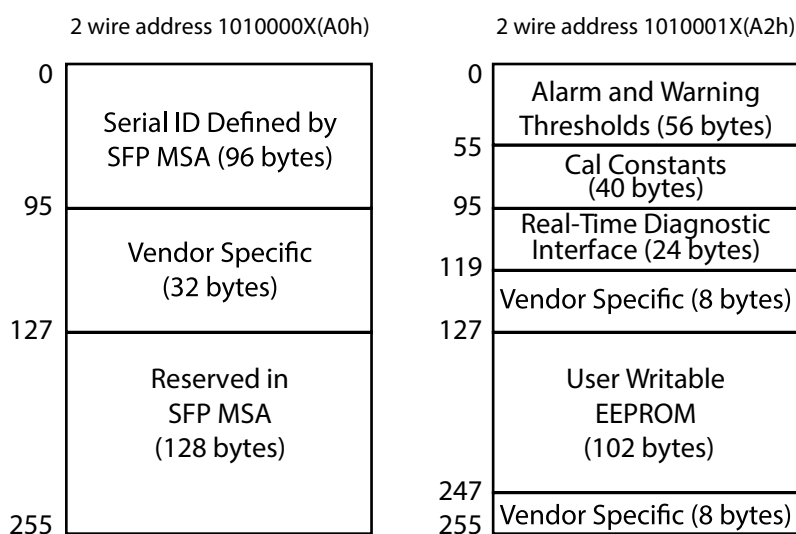 2 wire address 1010000X(A0h)
0
Serial ID Defined by
SFP MSA (96 bytes)
95
Vendor Specific
(32 bytes)
127
Reserved in
SFP MSA
(128 bytes)
255
2 wire address 1010001X(A2h)
0
Alarm and Warning
Thresholds (56 bytes)
55
Cal Constants
(40 bytes)
95
Real-Time Diagnostic
Interface (24 bytes)
119
Vendor Specific (8 bytes)
127
User Writable
EEPROM
(102 bytes)
247
Vendor Specific (8 bytes)
255